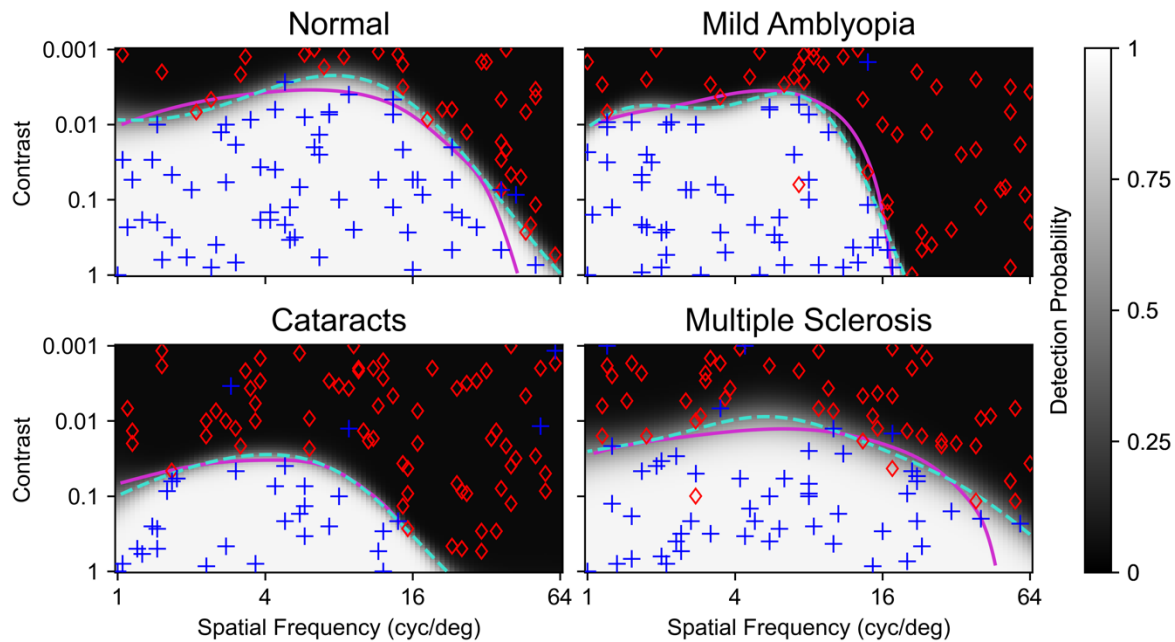 Normal
Mild Amblyopia
0.001
0.01
0.1
1
Contrast
Cataracts
Multiple Sclerosis
0.001
0.01
0.1
1
Contrast
1 4 16 64
1 4 16 64
Spatial Frequency (cyc/deg)
Spatial Frequency (cyc/deg)
1
0.75
0.5
0.25
0
Detection Probability